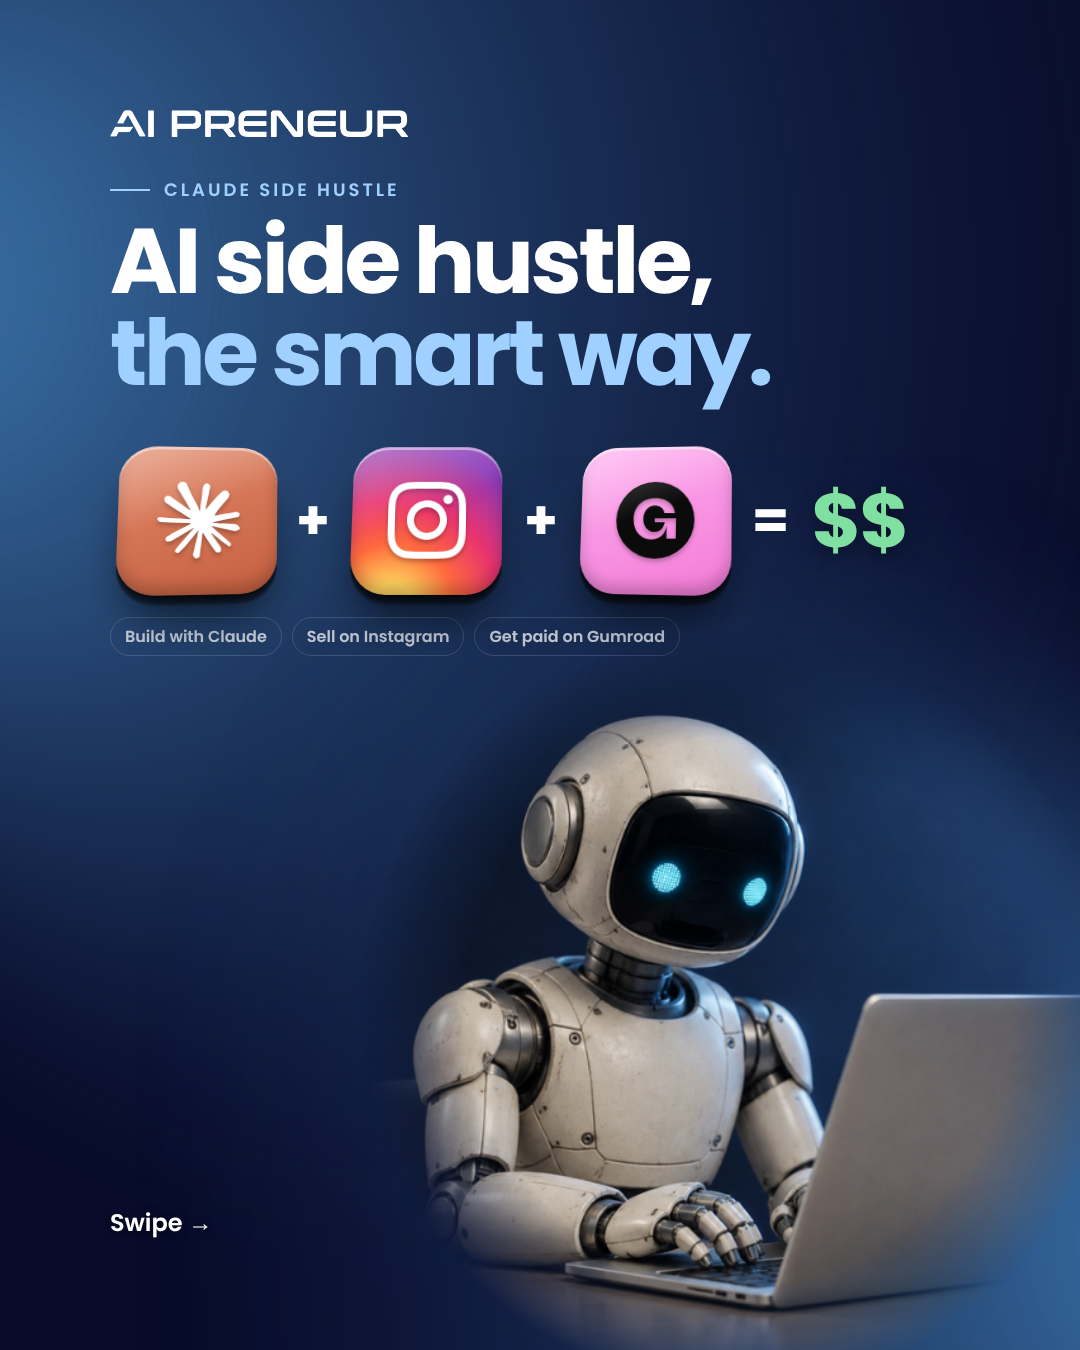 AI PRENEUR
CLAUDE SIDE HUSTLE
AI side hustle,
the smart way.
+ + G = $$
Build with Claude Sell on Instagram Get paid on Gumroad
Swipe →